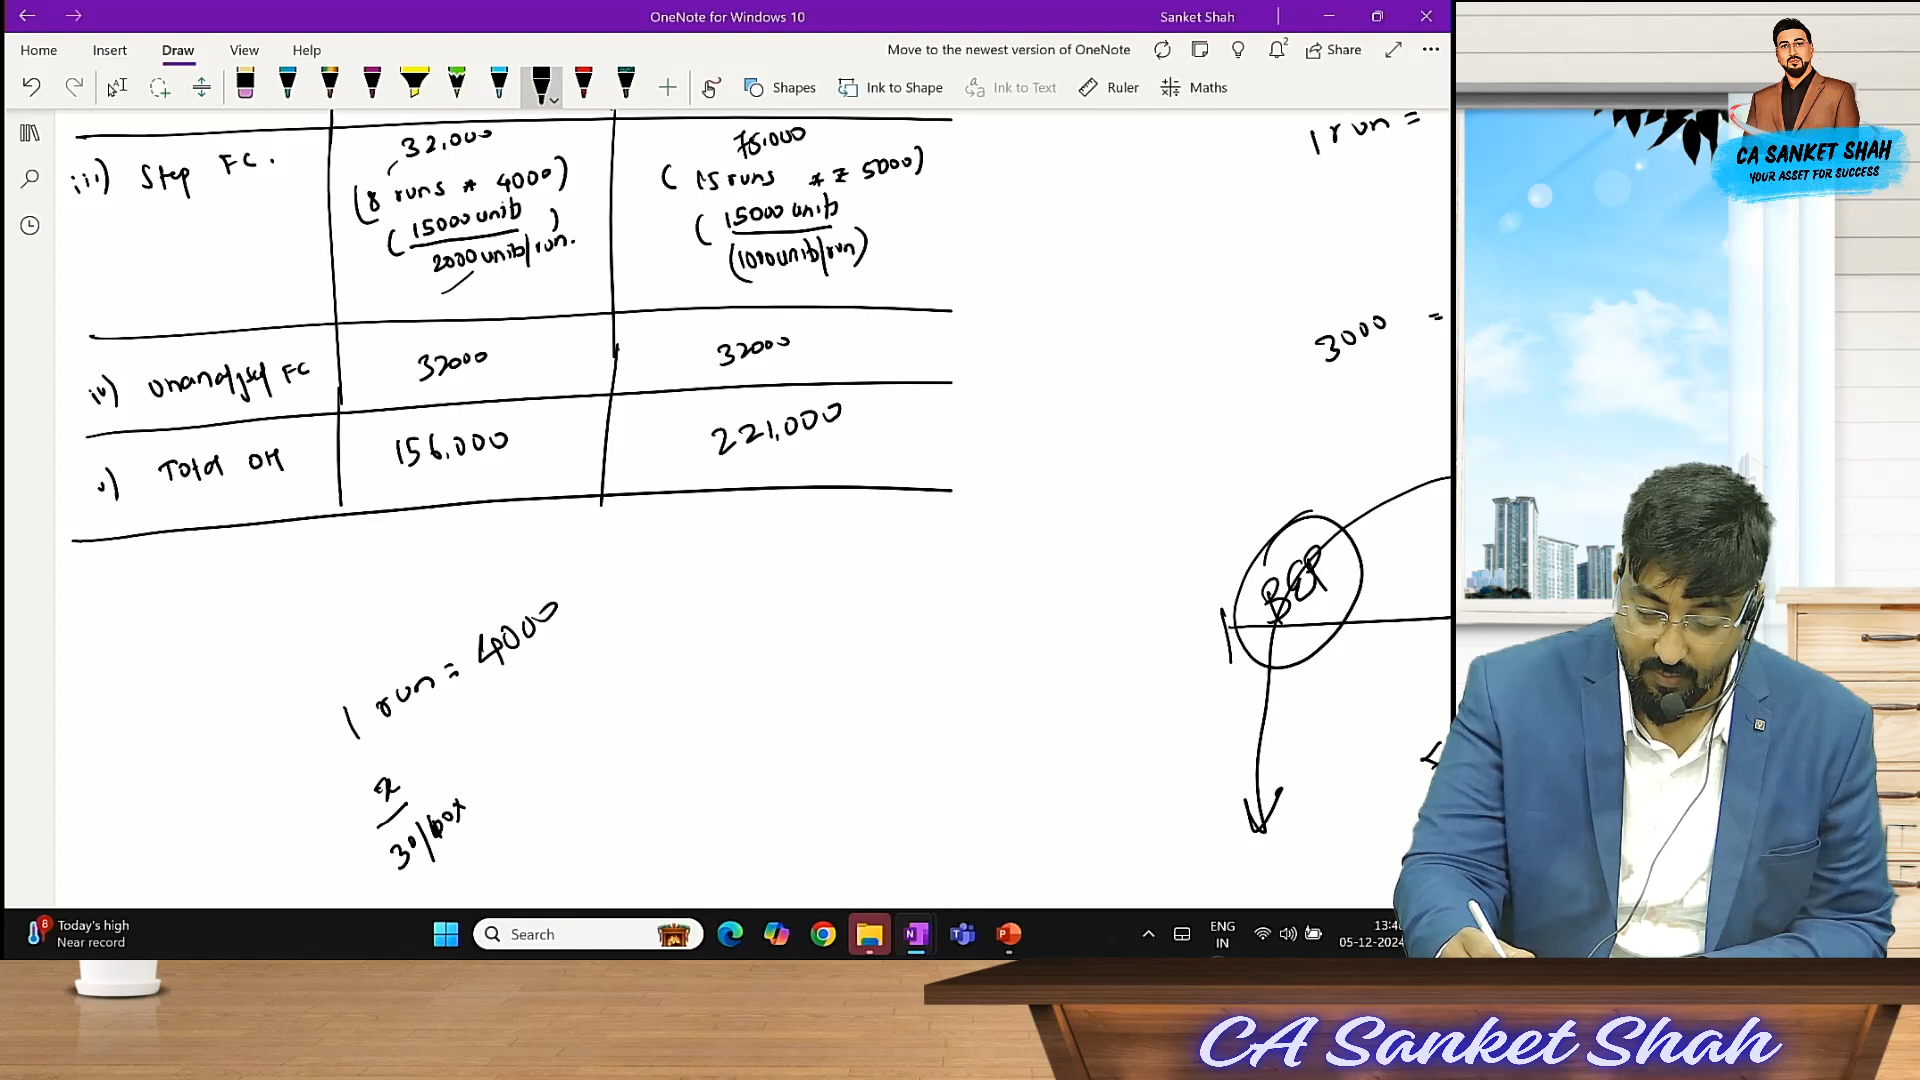 OneNote for Windows 10
Sanket Shah
Home Insert Draw View Help
Move to the newest version of OneNote
2
Share
Shapes
Ink to Shape
Ink to Text
Ruler
Maths
iii) Step FC.
32,000
(8 runs * 4000)
(15000 units
2000 units/run.)
75,000
(15 runs * ₹ 5000)
(15000 units
(1000 units/run)
iv) Unanalysed FC
32000
32000
v) Total OH
156,000
221,000
1 run = 4000
x
1 run =
3000 =
BEP
CA SANKET SHAH
YOUR ASSET FOR SUCCESS
8
Today's high
Near record
Search
ENG
IN
05-12-2024
CA Sanket Shah